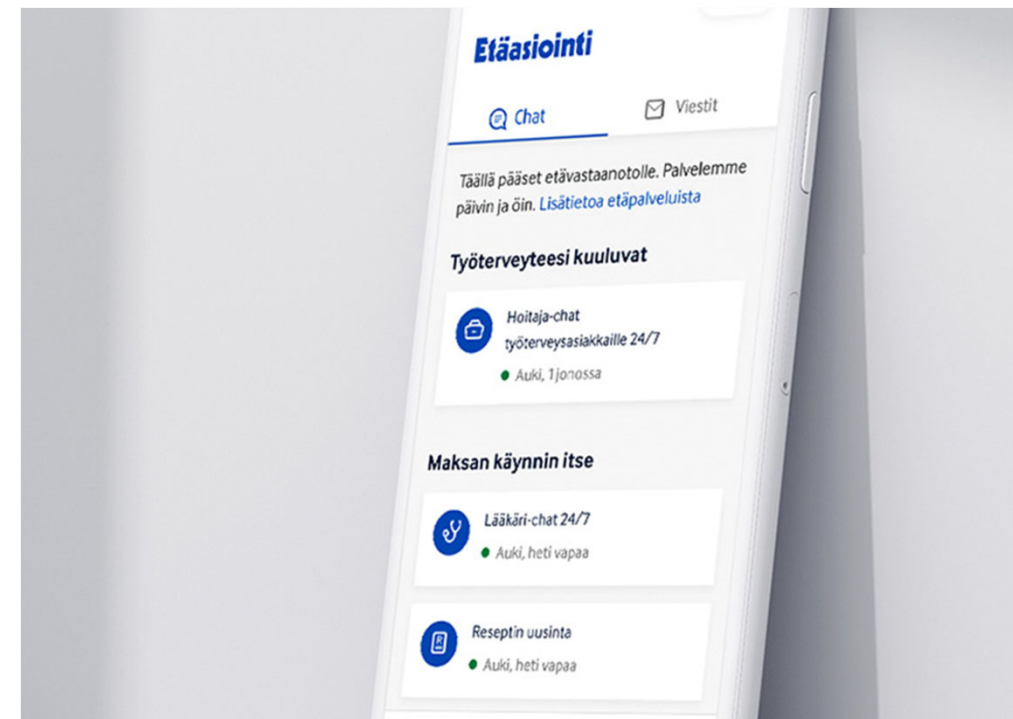 Etäasiointi
Chat
Viestit
Täällä pääset etävastaanotolle. Palvelemme
päivin ja öin. Lisätietoa etäpalveluista
Työterveyteesi kuuluvat
Hoitaja-chat
työterveysasiakkaille 24/7
Auki, 1 jonossa
Maksan käynnin itse
Lääkäri-chat 24/7
Auki, heti vapaa
Reseptin uusinta
Auki, heti vapaa